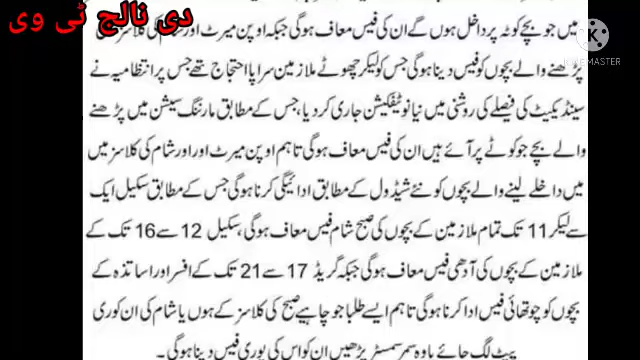 دی نالج ٹی وی
KINEMASTER
میں جو بچے کوٹہ پر داخل ہوں گے ان کی فیس معاف ہوگی جبکہ اوپن میرٹ اور شام کی کلاسز میں
پڑھنے والے بچوں کو فیس دینا ہوگی جس کو لیکر چھوٹے ملازمین سراپا احتجاج تھے جس پر انتظامیہ نے
سینڈیکیٹ کی فیصلے کی روشنی میں نیا نوٹیفکیشن جاری کر دیا، جس کے مطابق مارننگ سیشن میں پڑھنے
والے بچے جو کوٹے پر آئے ہیں ان کی فیس معاف ہوگی تاہم اوپن میرٹ اور اور شام کی کلاسز میں
میں داخلے لینے والے بچوں کو نئے شیڈول کے مطابق ادائیگی کرنا ہوگی جس کے مطابق سکیل ایک
سے لیکر 11 تک تمام ملازمین کے بچوں کی صبح شام فیس معاف ہوگی، سکیل 12 سے 16 تک کے
ملازمین کے بچوں کی آدھی فیس معاف ہوگی جبکہ گریڈ 17 سے 21 تک کے افسر اور اساتذہ کے
بچوں کو چوتھائی فیس ادا کرنا ہوگی تاہم ایسے طلبا جو چاہیے صبح کی کلاسز کے ہوں یا شام کی ان کو ری
پیٹ لگ جائے یا وہ سمر سمسٹر پڑھیں ان کو اس کی پوری فیس دینا ہوگی۔